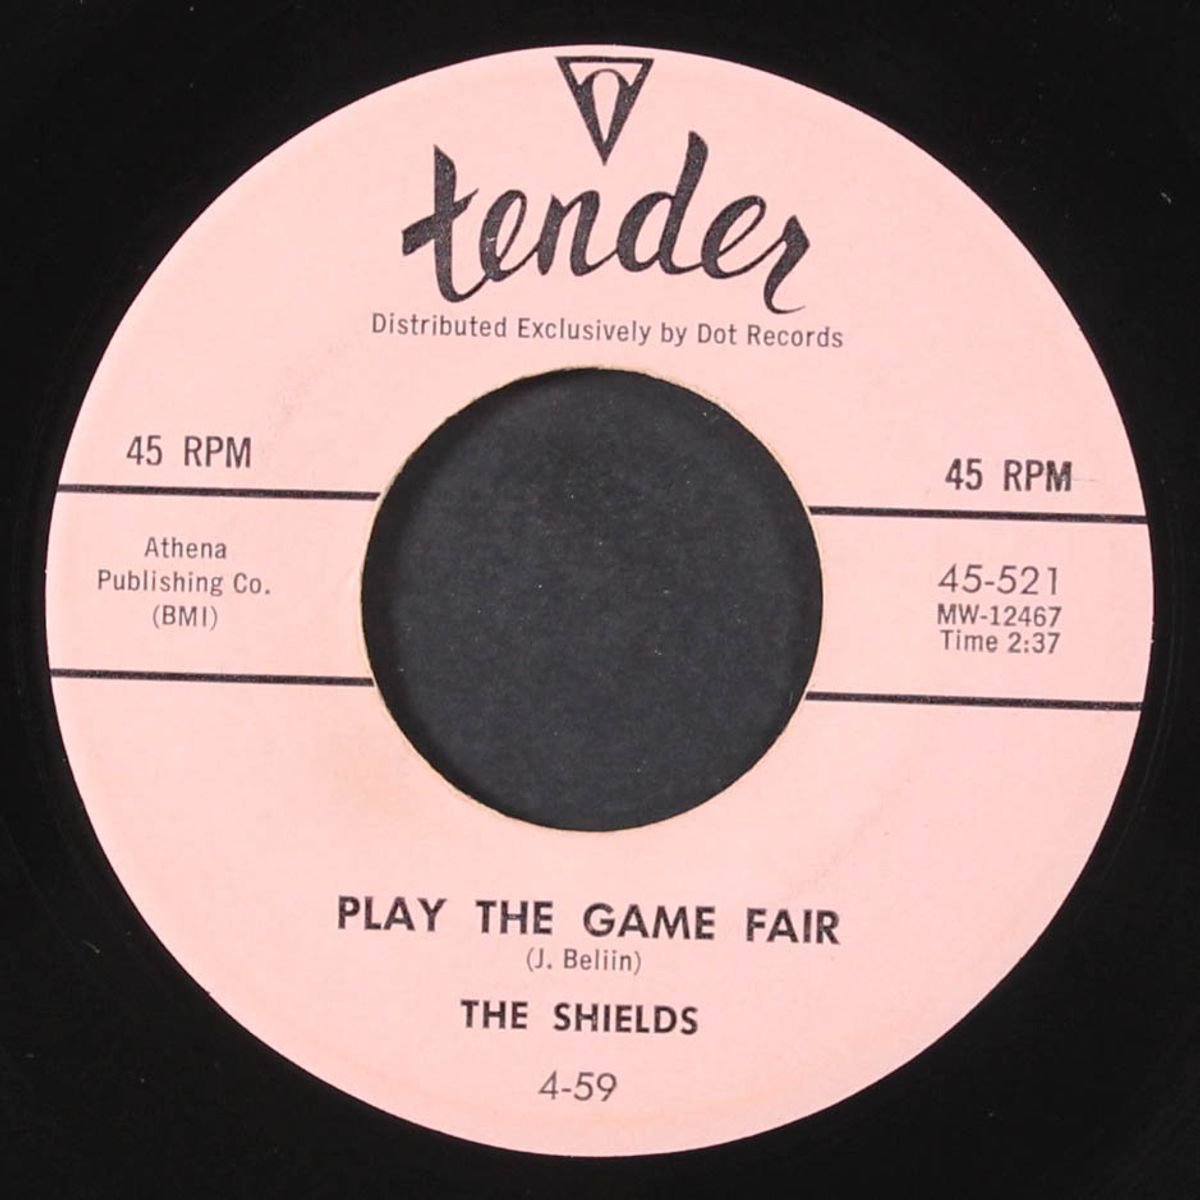 tender
Distributed Exclusively by Dot Records
45 RPM
45 RPM
Athena
Publishing Co.
(BMI)
45-521
MW-12467
Time 2:37
PLAY THE GAME FAIR
(J. Beliin)
THE SHIELDS
4-59